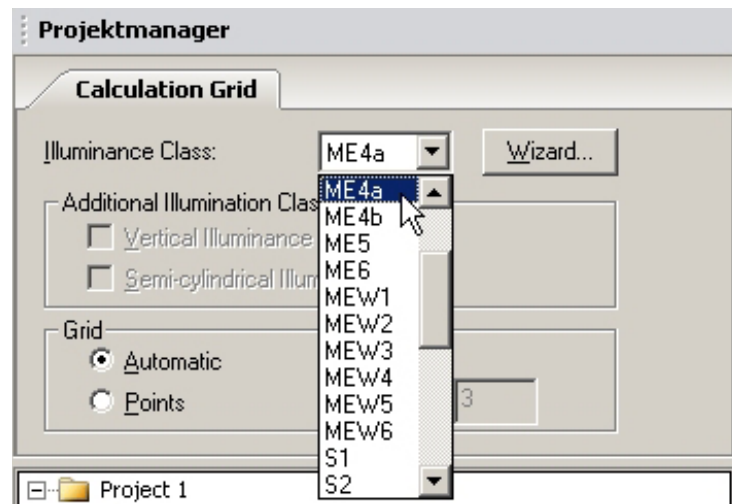 Projektmanager
Calculation Grid
Illuminance Class:
ME4a
Wizard...
Additional Illumination Clas
Vertical Illuminance
Semi-cylindrical Illum
ME4a
ME4b
ME5
ME6
MEW1
MEW2
MEW3
MEW4
MEW5
MEW6
S1
S2
Grid
Automatic
Points
3
Project 1